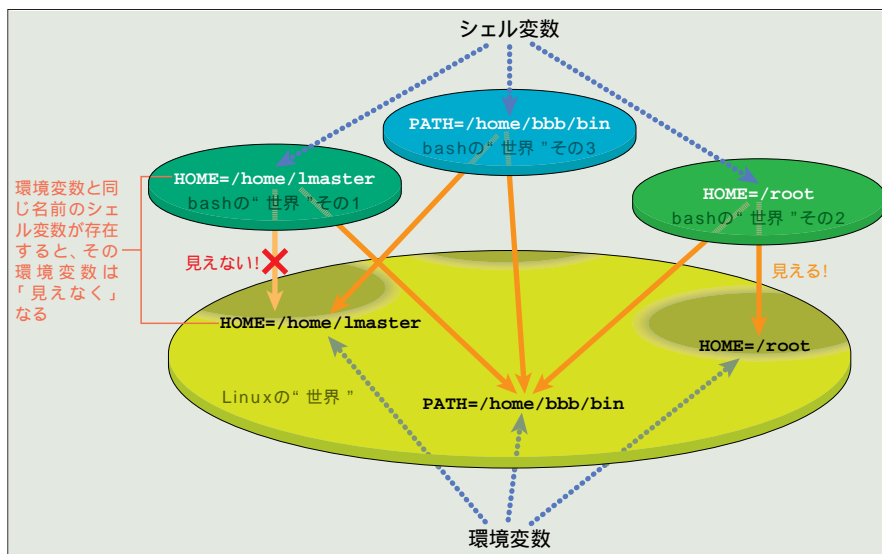 シェル変数
PATH=/home/bbb/bin
bashの“世界”その3
HOME=/home/lmaster
bashの“世界”その1
HOME=/root
bashの“世界”その2
環境変数と同
じ名前のシェ
ル変数が存在
すると、その
環境変数は
「見えなく」
なる
見えない!
見える!
HOME=/home/lmaster
HOME=/root
Linuxの“世界”
PATH=/home/bbb/bin
環境変数